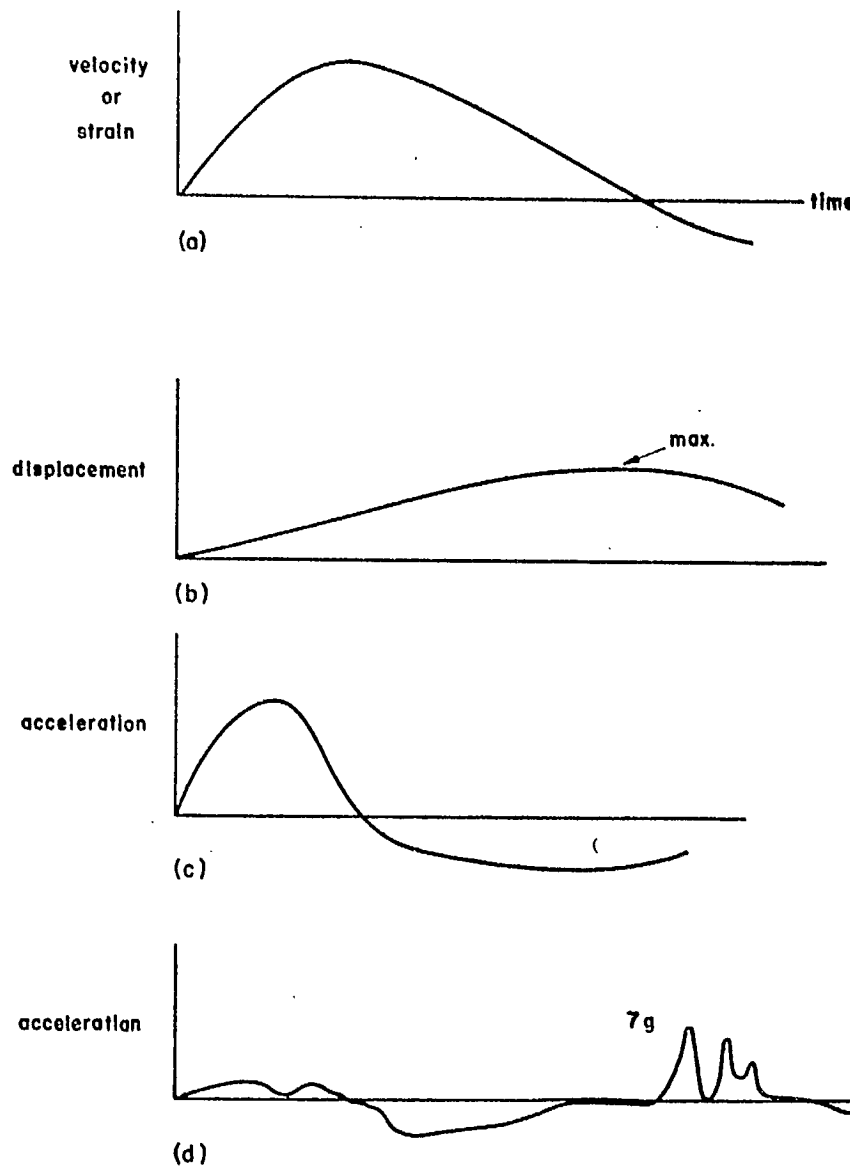 velocity
or
strain
time
(a)
max.
displacement
(b)
acceleration
(c)
7g
acceleration
(d)